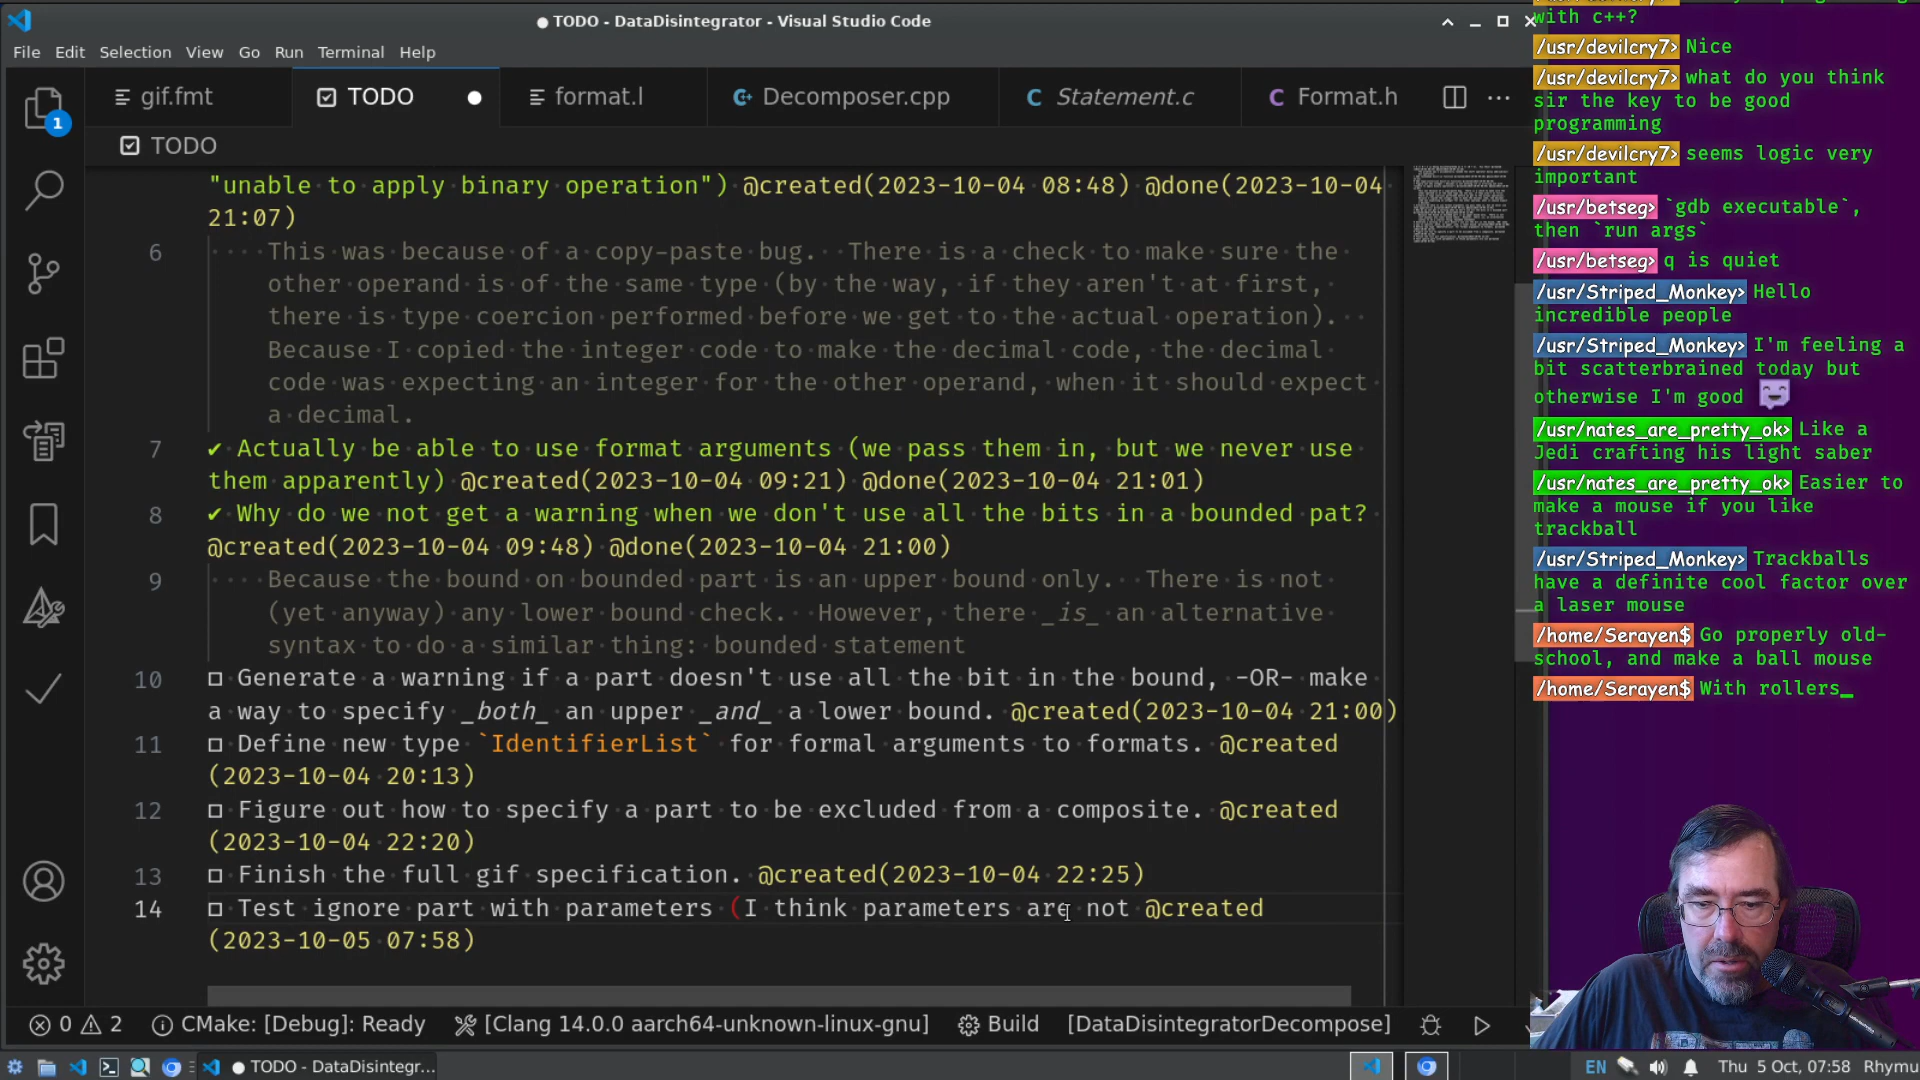 ● TODO - DataDisintegrator - Visual Studio Code
File Edit Selection View Go Run Terminal Help
gif.fmt TODO ● format.l Decomposer.cpp Statement.c Format.h
TODO
"unable to apply binary operation") @created(2023-10-04 08:48) @done(2023-10-04
21:07)
6 This was because of a copy-paste bug. There is a check to make sure the
other operand is of the same type (by the way, if they aren't at first,
there is type coercion performed before we get to the actual operation).
Because I copied the integer code to make the decimal code, the decimal
code was expecting an integer for the other operand, when it should expect
a decimal.
7 ✔ Actually be able to use format arguments (we pass them in, but we never use
them apparently) @created(2023-10-04 09:21) @done(2023-10-04 21:01)
8 ✔ Why do we not get a warning when we don't use all the bits in a bounded pat?
@created(2023-10-04 09:48) @done(2023-10-04 21:00)
9 Because the bound on bounded part is an upper bound only. There is not
(yet anyway) any lower bound check. However, there _is_ an alternative
syntax to do a similar thing: bounded statement
10 ☐ Generate a warning if a part doesn't use all the bit in the bound, -OR- make
a way to specify _both_ an upper _and_ a lower bound. @created(2023-10-04 21:00)
11 ☐ Define new type `IdentifierList` for formal arguments to formats. @created
(2023-10-04 20:13)
12 ☐ Figure out how to specify a part to be excluded from a composite. @created
(2023-10-04 22:20)
13 ☐ Finish the full gif specification. @created(2023-10-04 22:25)
14 ☐ Test ignore part with parameters (I think parameters are not @created
(2023-10-05 07:58)
1
0 2 CMake: [Debug]: Ready [Clang 14.0.0 aarch64-unknown-linux-gnu] Build [DataDisintegratorDecompose]
● TODO - DataDisintegr...
EN Thu 5 Oct, 07:58 Rhymu
with c++?
/usr/devilcry7> Nice
/usr/devilcry7> what do you think
sir the key to be good
programming
/usr/devilcry7> seems logic very
important
/usr/betseg> `gdb executable`,
then `run args`
/usr/betseg> q is quiet
/usr/Striped_Monkey> Hello
incredible people
/usr/Striped_Monkey> I'm feeling a
bit scatterbrained today but
otherwise I'm good
/usr/nates_are_pretty_ok> Like a
Jedi crafting his light saber
/usr/nates_are_pretty_ok> Easier to
make a mouse if you like
trackball
/usr/Striped_Monkey> Trackballs
have a definite cool factor over
a laser mouse
/home/Serayen$ Go properly old-
school, and make a ball mouse
/home/Serayen$ With rollers_